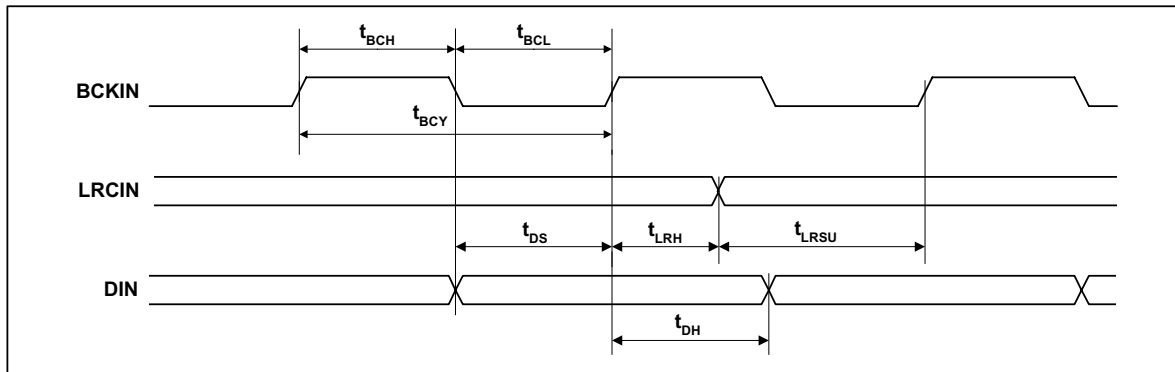 tBCH
tBCL
BCKIN
tBCY
LRCIN
tDS
tLRH
tLRSU
DIN
tDH